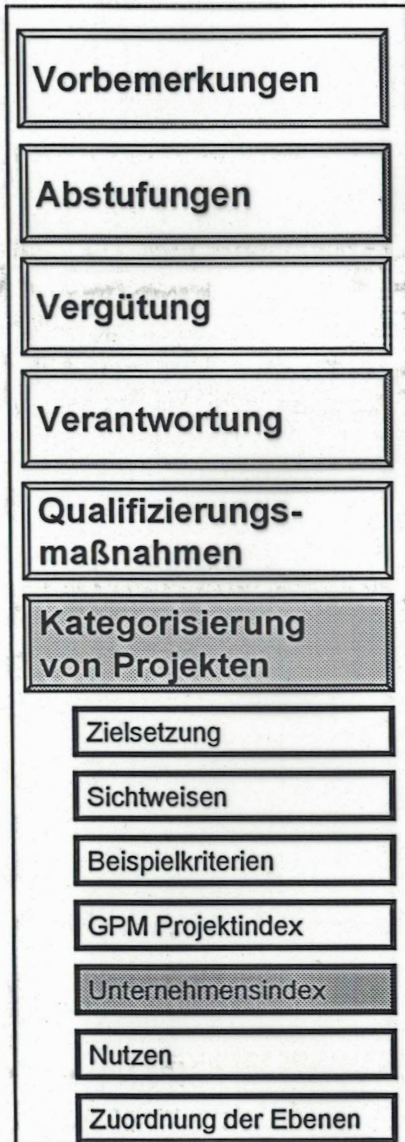 Vorbemerkungen
Abstufungen
Vergütung
Verantwortung
Qualifizierungs-
maßnahmen
Kategorisierung
von Projekten
Zielsetzung
Sichtweisen
Beispielkriterien
GPM Projektindex
Unternehmensindex
Nutzen
Zuordnung der Ebenen